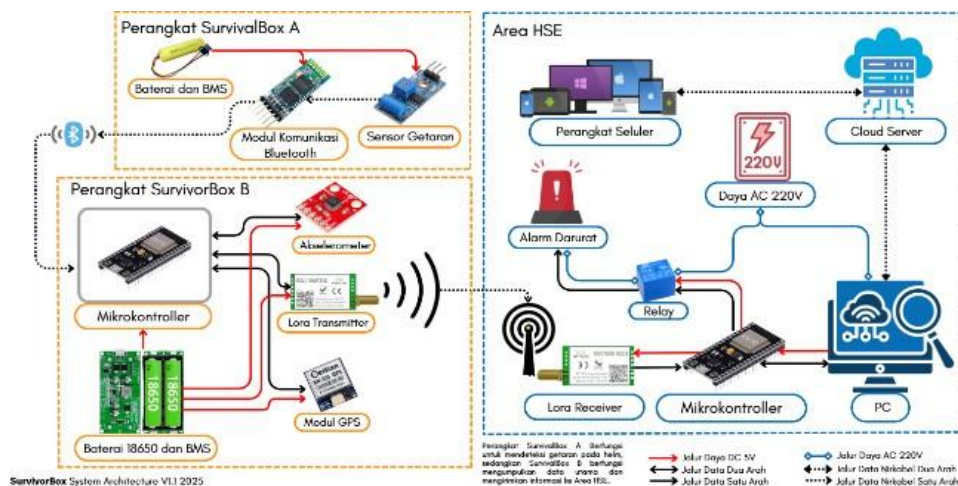 Perangkat SurvivalBox A
Baterai dan BMS
Modul Komunikasi
Bluetooth
Sensor Getaran
Perangkat SurvivorBox B
Mikrokontroller
Akselerometer
Lora Transmitter
Modul GPS
18650
18650
Baterai 18650 dan BMS
Area HSE
Perangkat Seluler
Cloud Server
220V
Daya AC 220V
Alarm Darurat
Relay
Lora Receiver
Mikrokontroller
PC
Perangkat SurvivalBox A Berfungsi
untuk mendeteksi getaran pada helm,
sedangkan SurvivalBox B berfungsi
mengumpulkan data utama dan
mengirimkan informasi ke Area HSE.
Jalur Daya DC 5V
Jalur Data Dua Arah
Jalur Data Satu Arah
Jalur Daya AC 220V
Jalur Data Nirkabel Dua Arah
Jalur Data Nirkabel Satu Arah
SurvivorBox System Architecture V1.1 2025